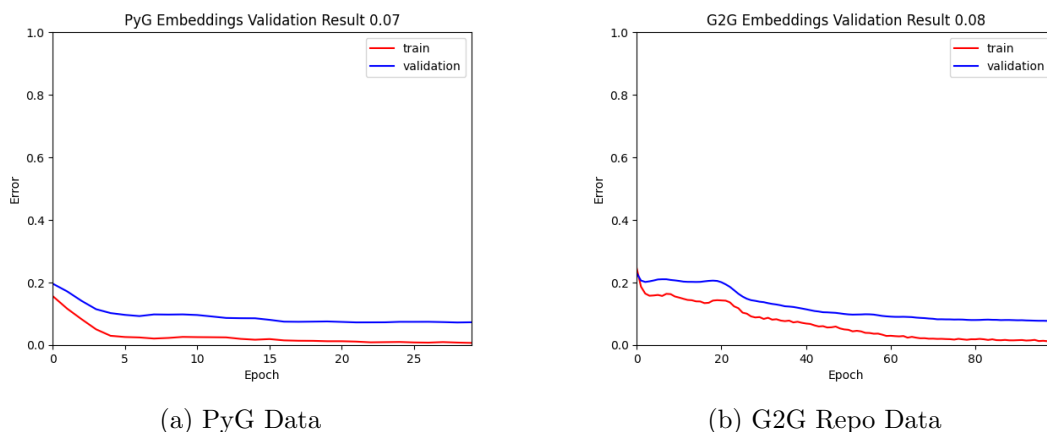 PyG Embeddings Validation Result 0.07
1.0
0.8
0.6
0.4
0.2
0.0
Error
train
validation
0 5 10 15 20 25
Epoch
(a) PyG Data
G2G Embeddings Validation Result 0.08
1.0
0.8
0.6
0.4
0.2
0.0
Error
train
validation
0 20 40 60 80
Epoch
(b) G2G Repo Data